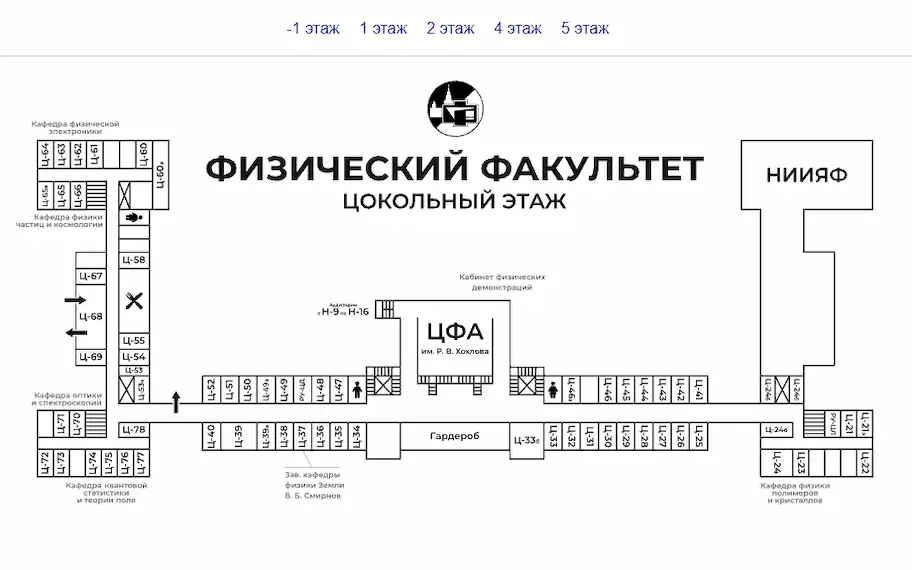 -1 этаж 1 этаж 2 этаж 4 этаж 5 этаж
ФИЗИЧЕСКИЙ ФАКУЛЬТЕТ
ЦОКОЛЬНЫЙ ЭТАЖ
Кафедра физической
электроники
Ц-64 Ц-63 Ц-62 Ц-61 Ц-60 Ц-60а
Ц-65а Ц-65 Ц-66
Кафедра физики
частиц и космологии
НИИЯФ
Ц-58
Ц-67
Ц-68
Ц-55
Ц-69
Ц-54
Ц-53
Ц-53а
Кабинет физических
демонстраций
Аудитории
с Н-9 по Н-16
ЦФА
им. Р. В. Хохлова
Ц-52 Ц-51 Ц-50 Ц-49а Ц-49 РУ-ЦД Ц-48 Ц-47
Ц-46а Ц-46 Ц-45 Ц-44 Ц-43 Ц-42 Ц-41
Ц-24в
Кафедра оптики
и спектроскопии
Ц-71 Ц-70
Ц-78
Ц-40 Ц-39 Ц-39а Ц-38 Ц-37 Ц-36 Ц-35 Ц-34
Гардероб
Ц-33б
Ц-33 Ц-32 Ц-31 Ц-30 Ц-29 Ц-28 Ц-27 Ц-26 Ц-25
Ц-24б
Ц-21
Ц-72 Ц-73 Ц-74 Ц-75 Ц-76 Ц-77
Ц-24 Ц-23 Ц-22
Кафедра квантовой
статистики
и теории поля
Зав. кафедры
физики Земли
В. Б. Смирнов
Кафедра физики
полимеров
и кристаллов